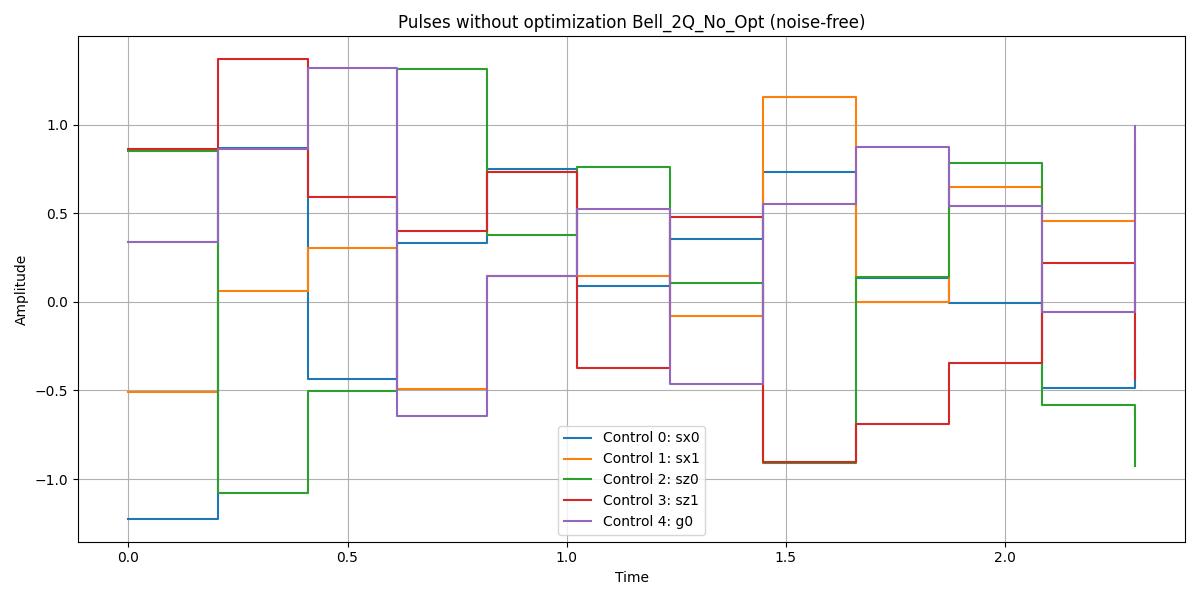 Pulses without optimization Bell_2Q_No_Opt (noise-free)
Amplitude
1.0
0.5
0.0
−0.5
−1.0
Control 0: sx0
Control 1: sx1
Control 2: sz0
Control 3: sz1
Control 4: g0
0.0 0.5 1.0 1.5 2.0
Time